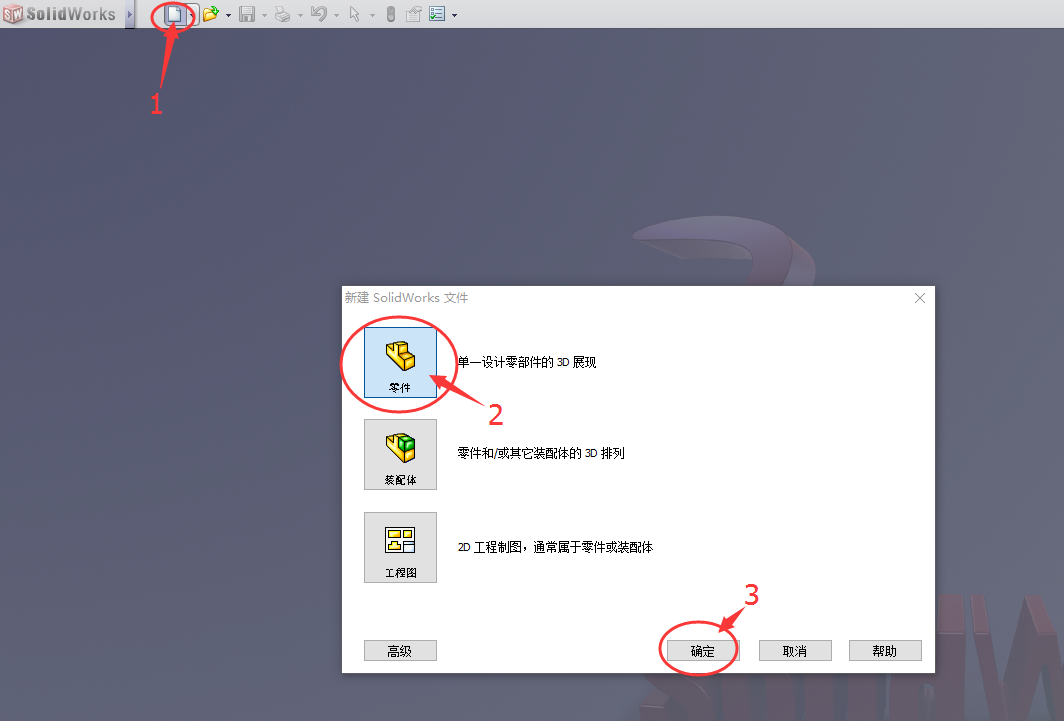 SolidWorks
1
新建 SolidWorks 文件
零件
单一设计零部件的 3D 展现
2
装配体
零件和/或其它装配体的 3D 排列
工程图
2D 工程制图，通常属于零件或装配体
3
高级
确定
取消
帮助